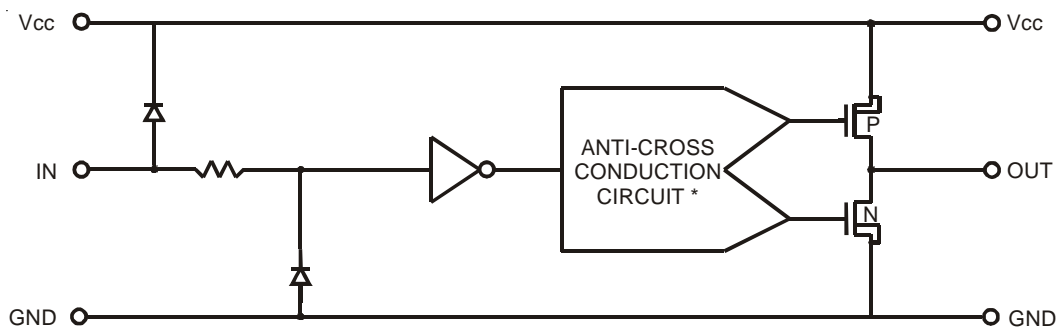 Vcc
Vcc
P
ANTI-CROSS
CONDUCTION
CIRCUIT *
IN
OUT
N
GND
GND